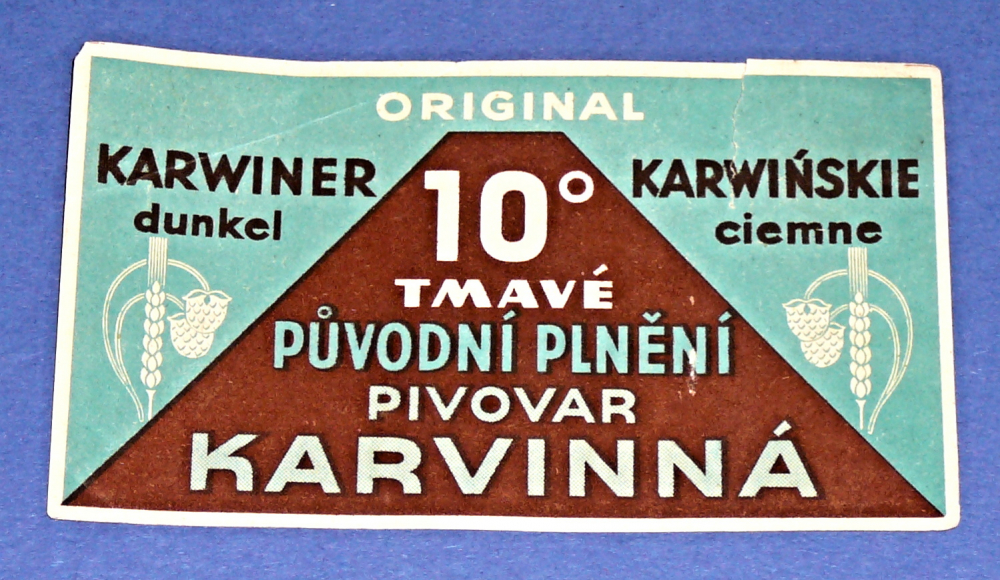 ORIGINAL
KARWINER
dunkel
10°
TMAVÉ
PŮVODNÍ PLNĚNÍ
PIVOVAR
KARVINNÁ
KARWIŃSKIE
ciemne